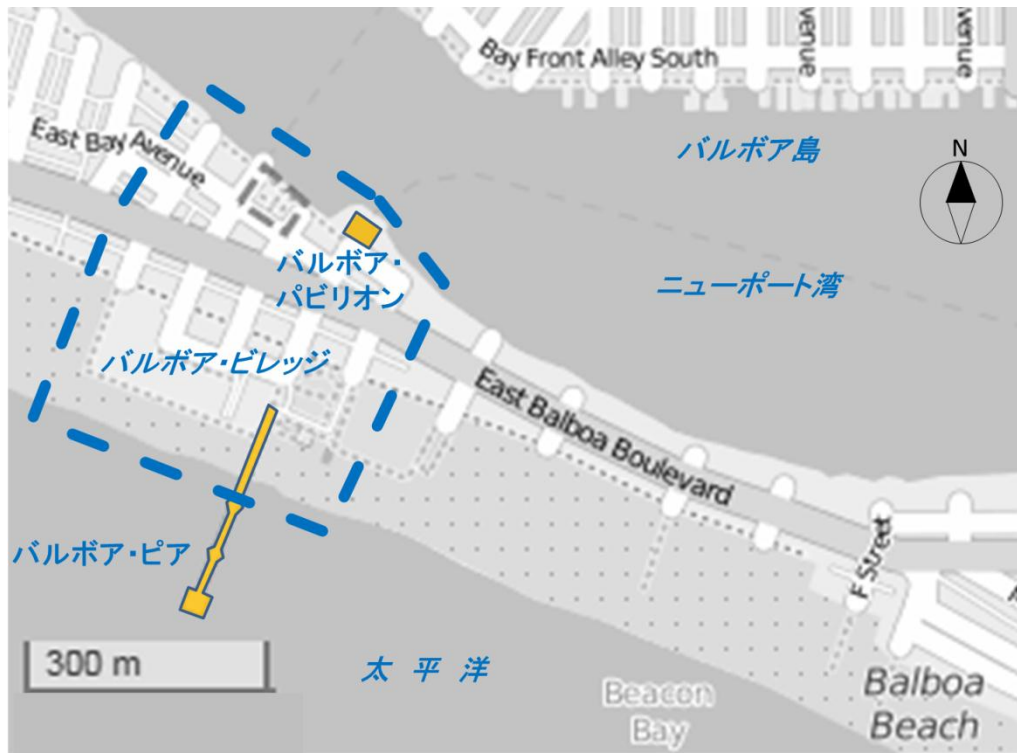 Bay Front Alley South
venue
Avenue
バルボア島
N
East Bay Avenue
バルボア・
パビリオン
ニューポート湾
バルボア・ビレッジ
East Balboa Boulevard
バルボア・ピア
F Street
300 m
太 平 洋
Beacon
Bay
Balboa
Beach